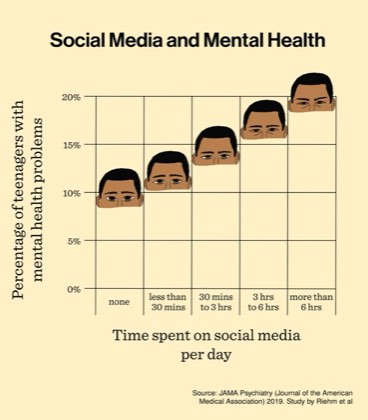 Social Media and Mental Health
Percentage of teenagers with
mental health problems
20%
15%
10%
5%
0%
none
less than
30 mins
30 mins
to 3 hrs
3 hrs
to 6 hrs
more than
6 hrs
Time spent on social media
per day
Source: JAMA Psychiatry (Journal of the American
Medical Association) 2019. Study by Riehm et al